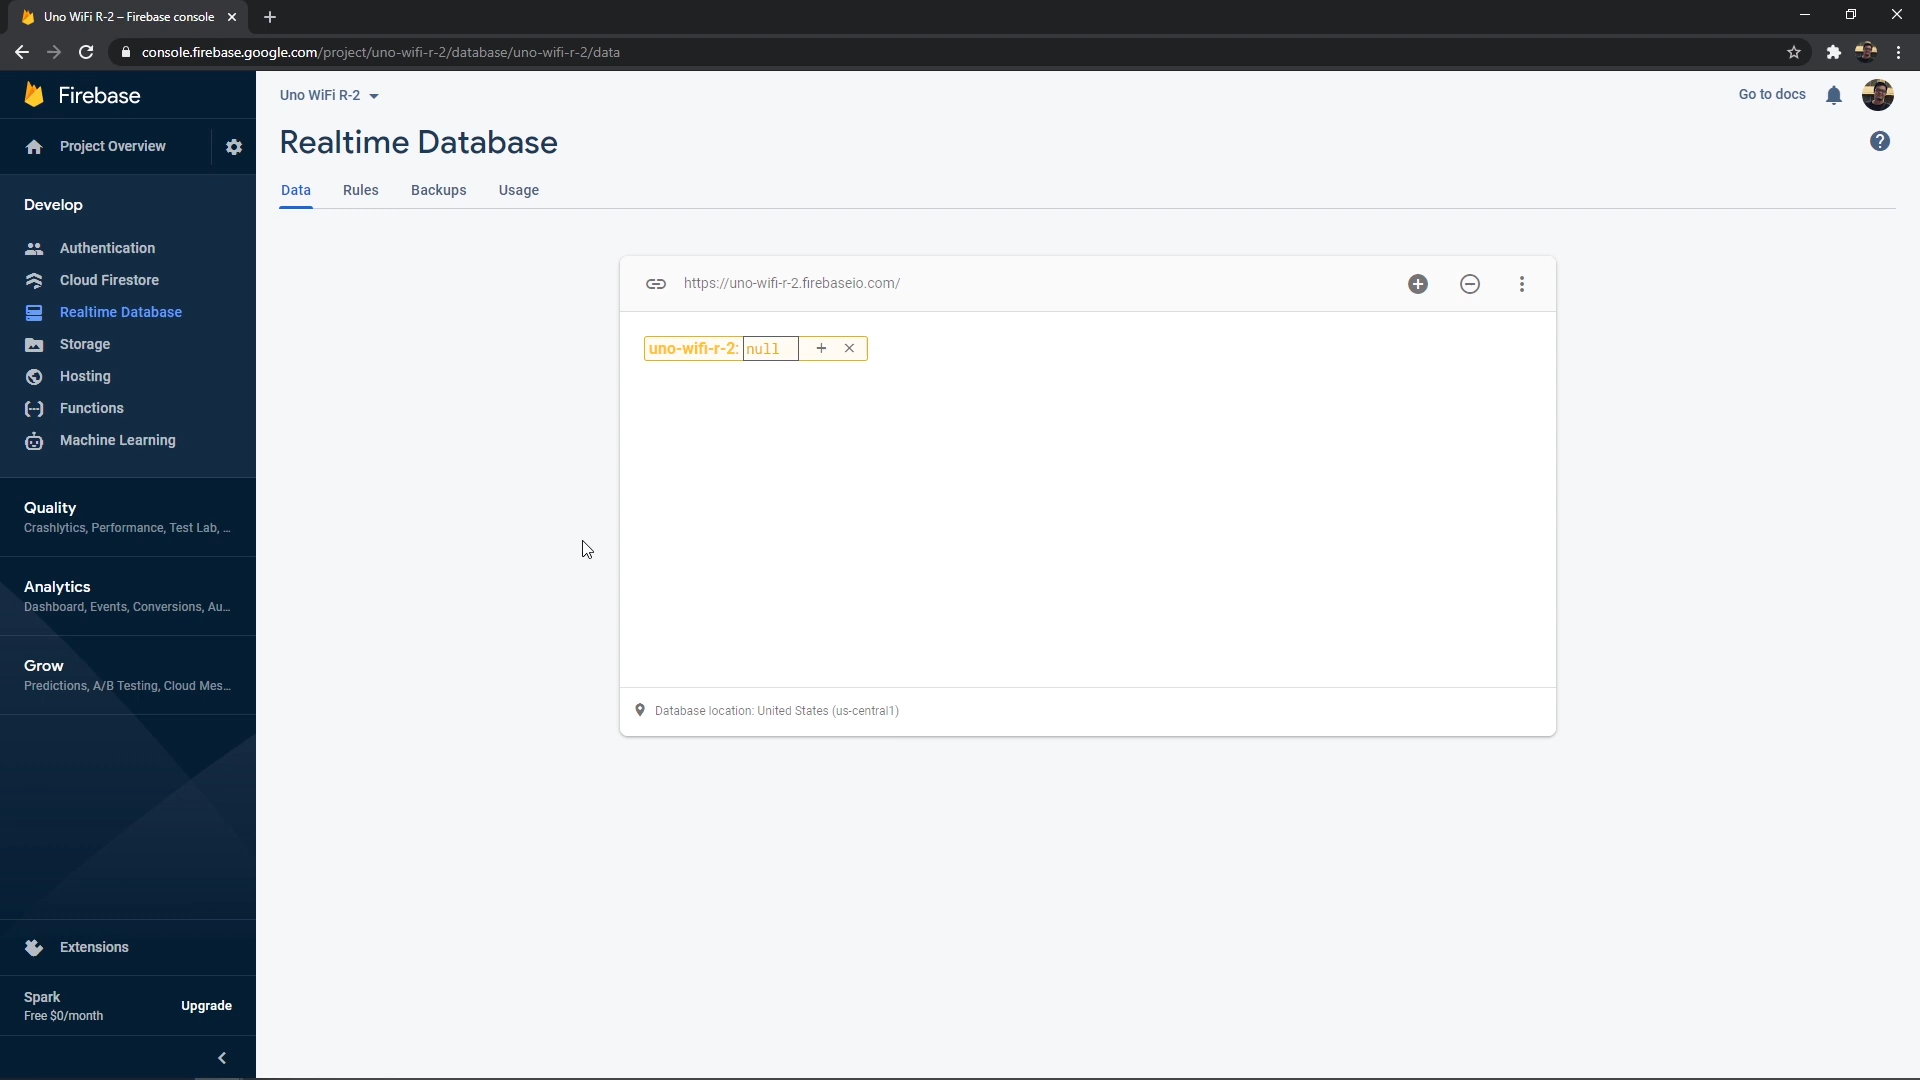 Uno WiFi R-2 – Firebase console
console.firebase.google.com/project/uno-wifi-r-2/database/uno-wifi-r-2/data
Firebase
Project Overview
Develop
Authentication
Cloud Firestore
Realtime Database
Storage
Hosting
Functions
Machine Learning
Quality
Crashlytics, Performance, Test Lab, ...
Analytics
Dashboard, Events, Conversions, Au...
Grow
Predictions, A/B Testing, Cloud Mes...
Extensions
Spark
Free $0/month
Upgrade
Uno WiFi R-2
Go to docs
Realtime Database
Data Rules Backups Usage
https://uno-wifi-r-2.firebaseio.com/
uno-wifi-r-2: null
Database location: United States (us-central1)